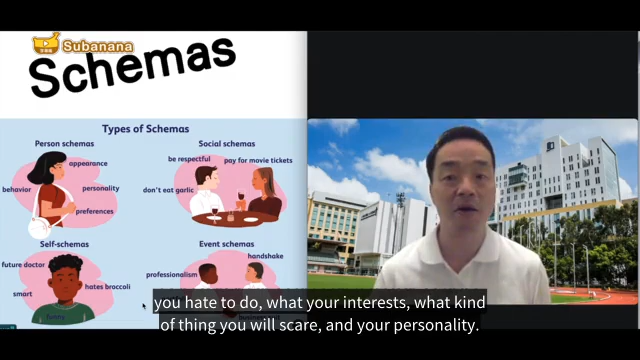 Subanana
Schemas
Types of Schemas
Person schemas
appearance
behavior
personality
preferences
Social schemas
be respectful
pay for movie tickets
don't eat garlic
Self-schemas
future doctor
smart
hates broccoli
funny
Event schemas
handshake
professionalism
you hate to do, what your interests, what kind
of thing you will scare, and your personality.